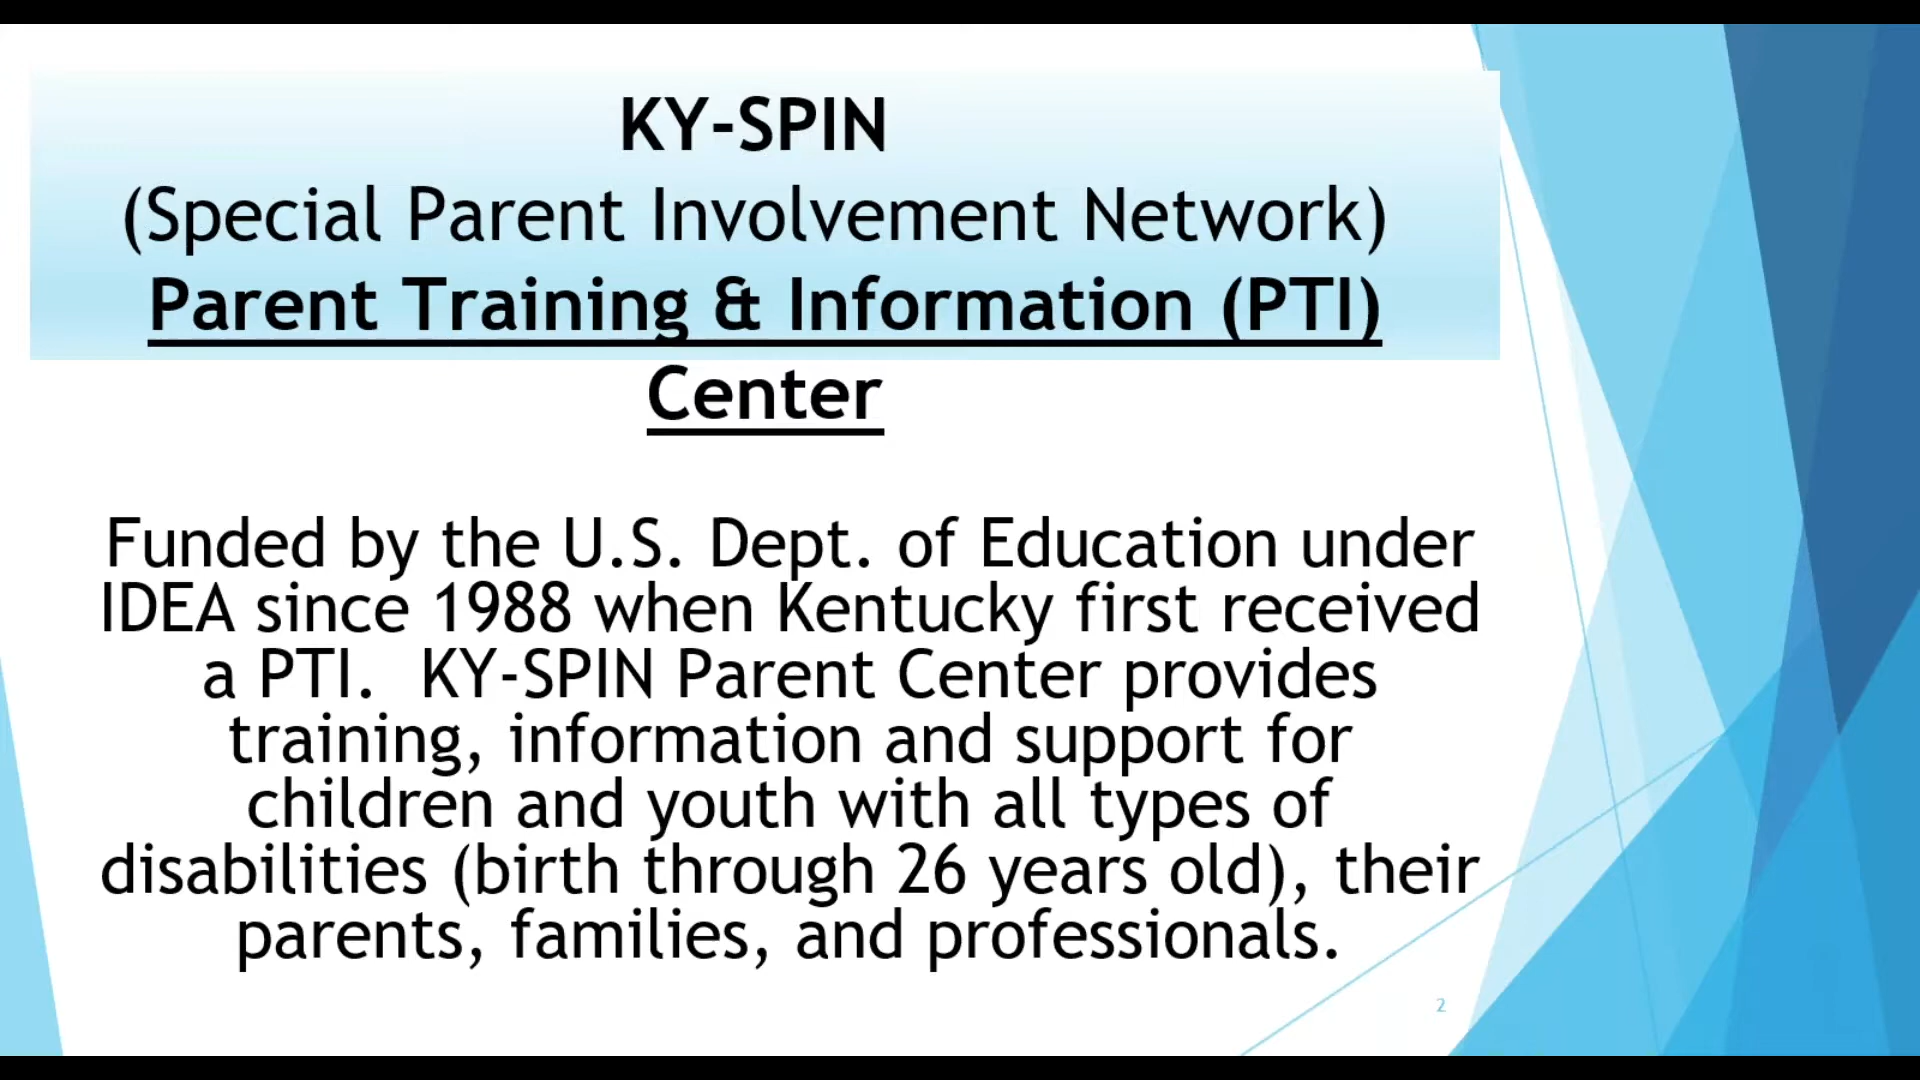 KY-SPIN
(Special Parent Involvement Network)
Parent Training & Information (PTI)
Center
Funded by the U.S. Dept. of Education under
IDEA since 1988 when Kentucky first received
a PTI.  KY-SPIN Parent Center provides
training, information and support for
children and youth with all types of
disabilities (birth through 26 years old), their
parents, families, and professionals.
2